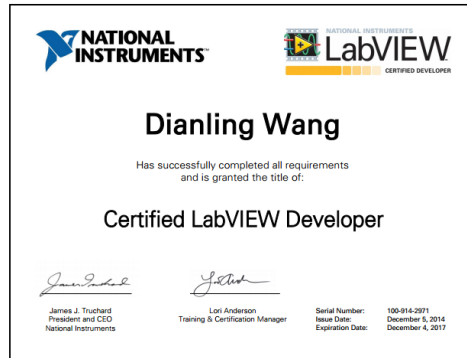 NATIONAL
INSTRUMENTS™
NATIONAL INSTRUMENTS
LabVIEW™
CERTIFIED DEVELOPER
Dianling Wang
Has successfully completed all requirements
and is granted the title of:
Certified LabVIEW Developer
James J. Truchard
President and CEO
National Instruments
Lori Anderson
Training & Certification Manager
Serial Number: 100-914-2971
Issue Date: December 5, 2014
Expiration Date: December 4, 2017